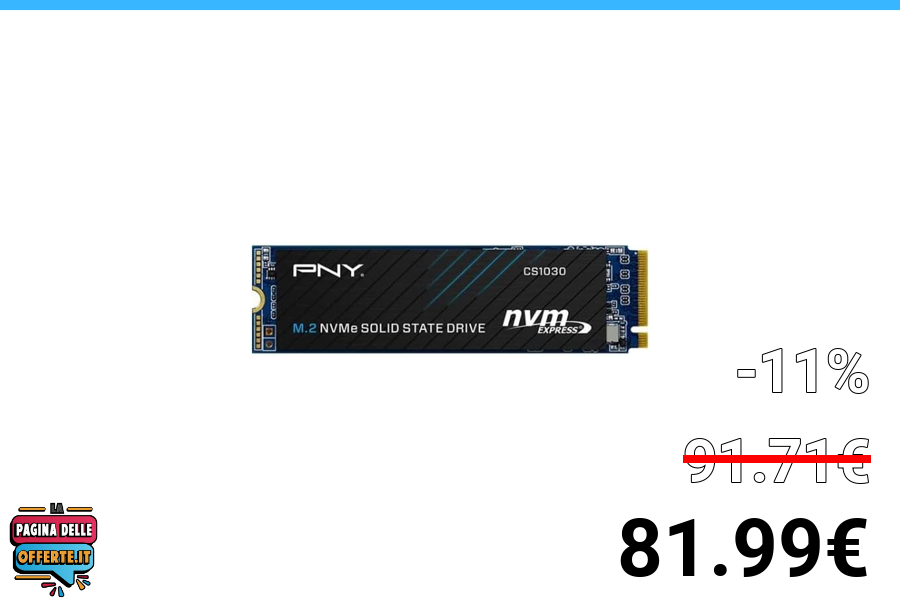 PNY
CS1030
M.2 NVMe SOLID STATE DRIVE
nvm
EXPRESS
-11%
91.71€
81.99€
LA
PAGINA DELLE
OFFERTE.IT